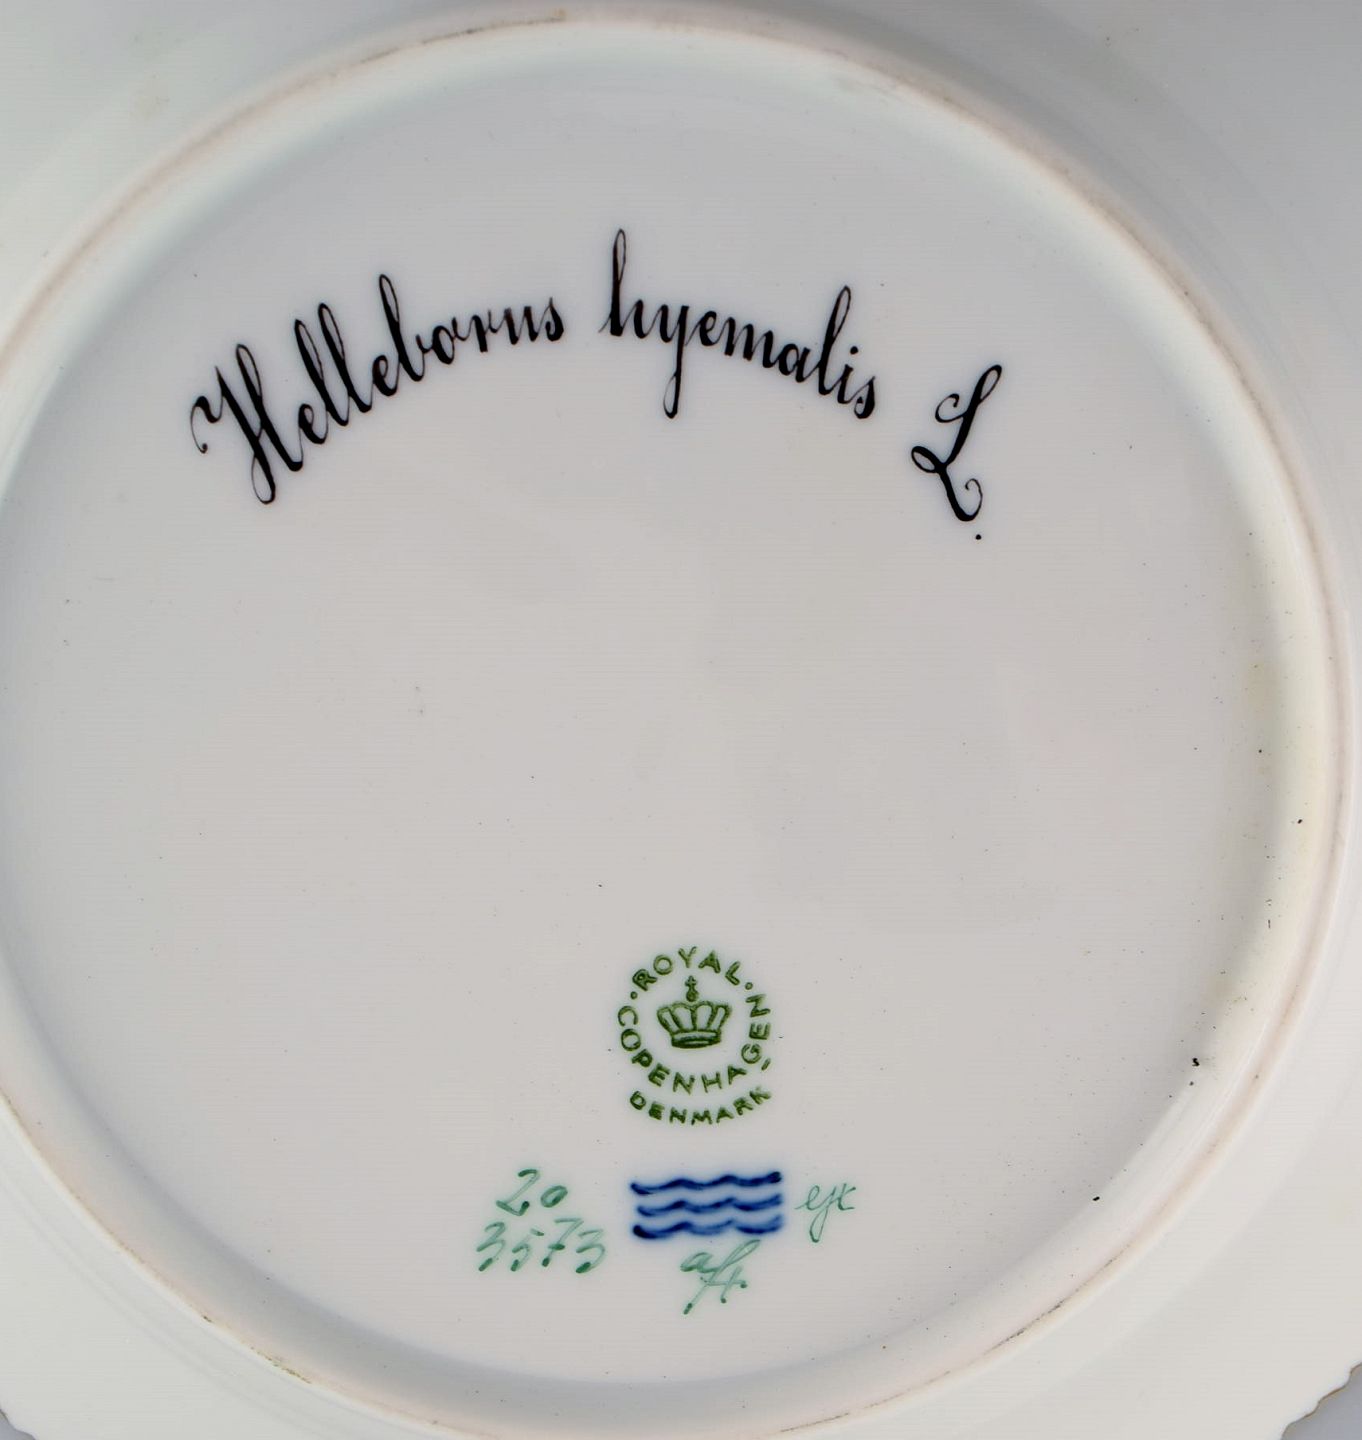 Helleborus hyemalis L.
ROYAL
COPENHAGEN
DENMARK
20
3573